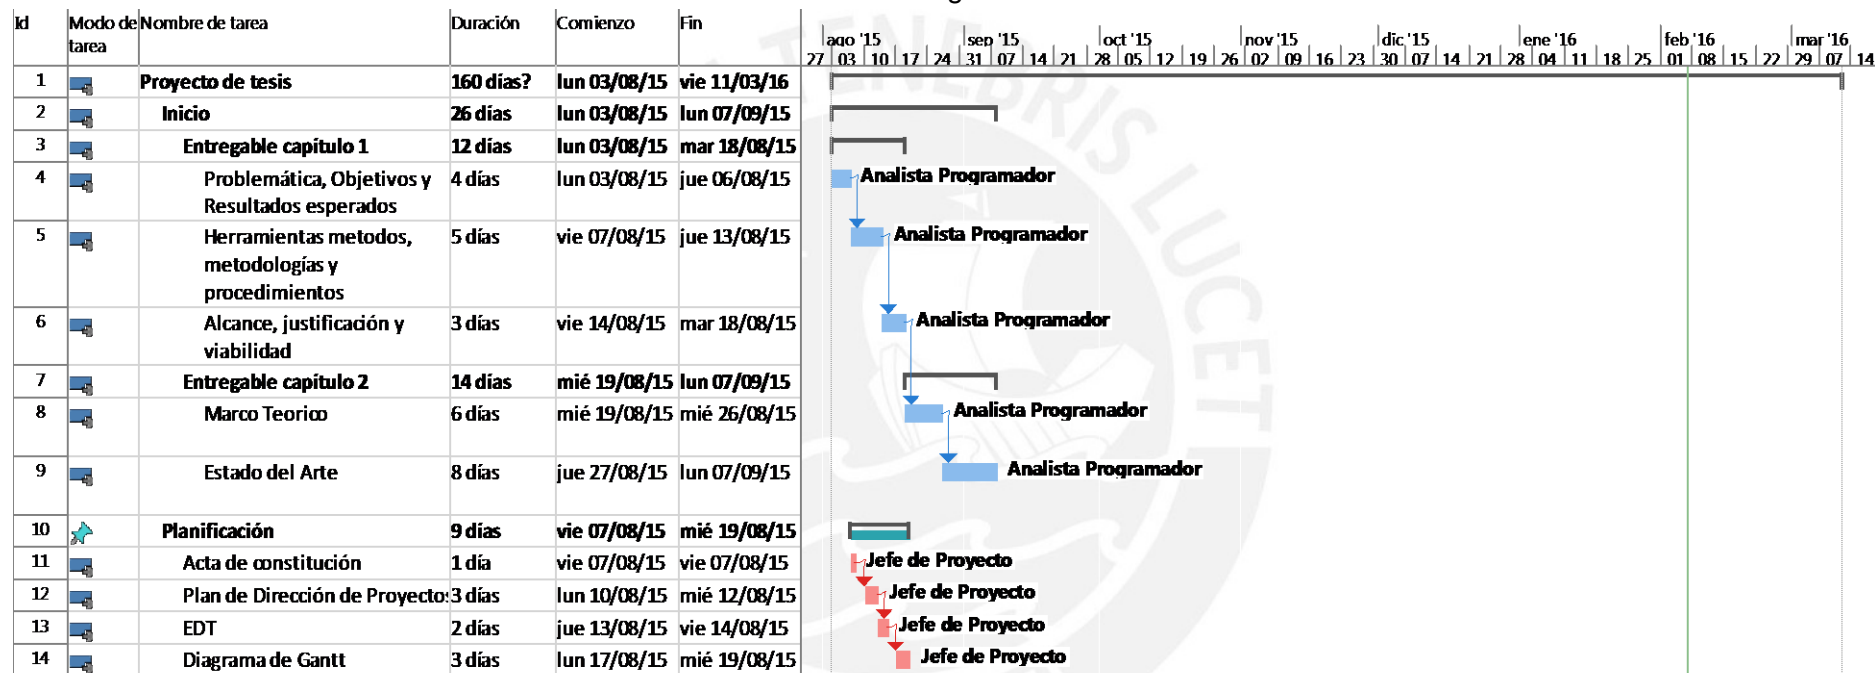 Id Modo de tarea Nombre de tarea Duración Comienzo Fin
ago '15 sep '15 oct '15 nov '15 dic '15 ene '16 feb '16 mar '16
27 03 10 17 24 31 07 14 21 28 05 12 19 26 02 09 16 23 30 07 14 21 28 04 11 18 25 01 08 15 22 29 07 14
1 Proyecto de tesis 160 días? lun 03/08/15 vie 11/03/16
2 Inicio 26 días lun 03/08/15 lun 07/09/15
3 Entregable capítulo 1 12 días lun 03/08/15 mar 18/08/15
4 Problemática, Objetivos y 4 días lun 03/08/15 jue 06/08/15 Analista Programador
Resultados esperados
5 Herramientas metodos, 5 días vie 07/08/15 jue 13/08/15 Analista Programador
metodologías y
procedimientos
6 Alcance, justificación y 3 días vie 14/08/15 mar 18/08/15 Analista Programador
viabilidad
7 Entregable capítulo 2 14 días mié 19/08/15 lun 07/09/15
8 Marco Teorico 6 días mié 19/08/15 mié 26/08/15 Analista Programador
9 Estado del Arte 8 días jue 27/08/15 lun 07/09/15 Analista Programador
10 Planificación 9 días vie 07/08/15 mié 19/08/15
11 Acta de constitución 1 día vie 07/08/15 vie 07/08/15 Jefe de Proyecto
12 Plan de Dirección de Proyecto 3 días lun 10/08/15 mié 12/08/15 Jefe de Proyecto
13 EDT 2 días jue 13/08/15 vie 14/08/15 Jefe de Proyecto
14 Diagrama de Gantt 3 días lun 17/08/15 mié 19/08/15 Jefe de Proyecto
TENEBRIS LUCET